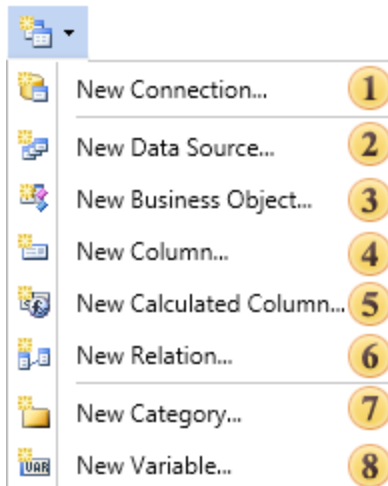 New Connection... 1
New Data Source... 2
New Business Object... 3
New Column... 4
New Calculated Column... 5
New Relation... 6
New Category... 7
VAR New Variable... 8